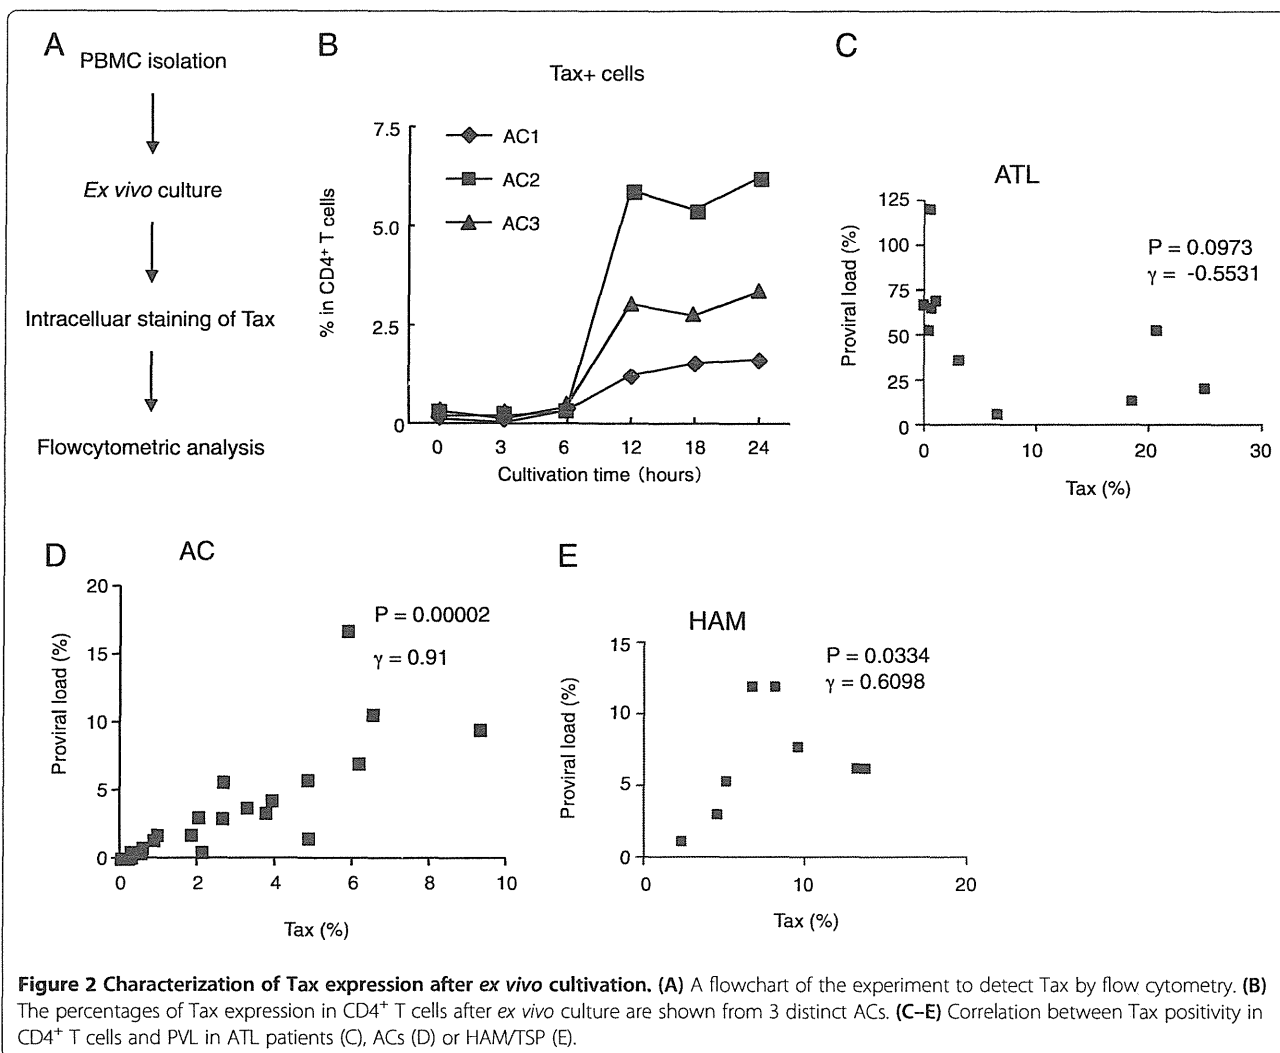 A
PBMC isolation
Ex vivo culture
Intracelluar staining of Tax
Flowcytometric analysis
B
Tax+ cells
7.5
5.0
2.5
0
% in CD4+ T cells
AC1
AC2
AC3
0 3 6 12 18 24
Cultivation time (hours)
C
ATL
125
100
75
50
25
0
Proviral load (%)
P = 0.0973
γ = -0.5531
0 10 20 30
Tax (%)
D
AC
20
15
10
5
0
Proviral load (%)
P = 0.00002
γ = 0.91
0 2 4 6 8 10
Tax (%)
E
HAM
15
10
5
0
Proviral load (%)
P = 0.0334
γ = 0.6098
0 10 20
Tax (%)
Figure 2 Characterization of Tax expression after ex vivo cultivation. (A) A flowchart of the experiment to detect Tax by flow cytometry. (B)
The percentages of Tax expression in CD4+ T cells after ex vivo culture are shown from 3 distinct ACs. (C–E) Correlation between Tax positivity in
CD4+ T cells and PVL in ATL patients (C), ACs (D) or HAM/TSP (E).